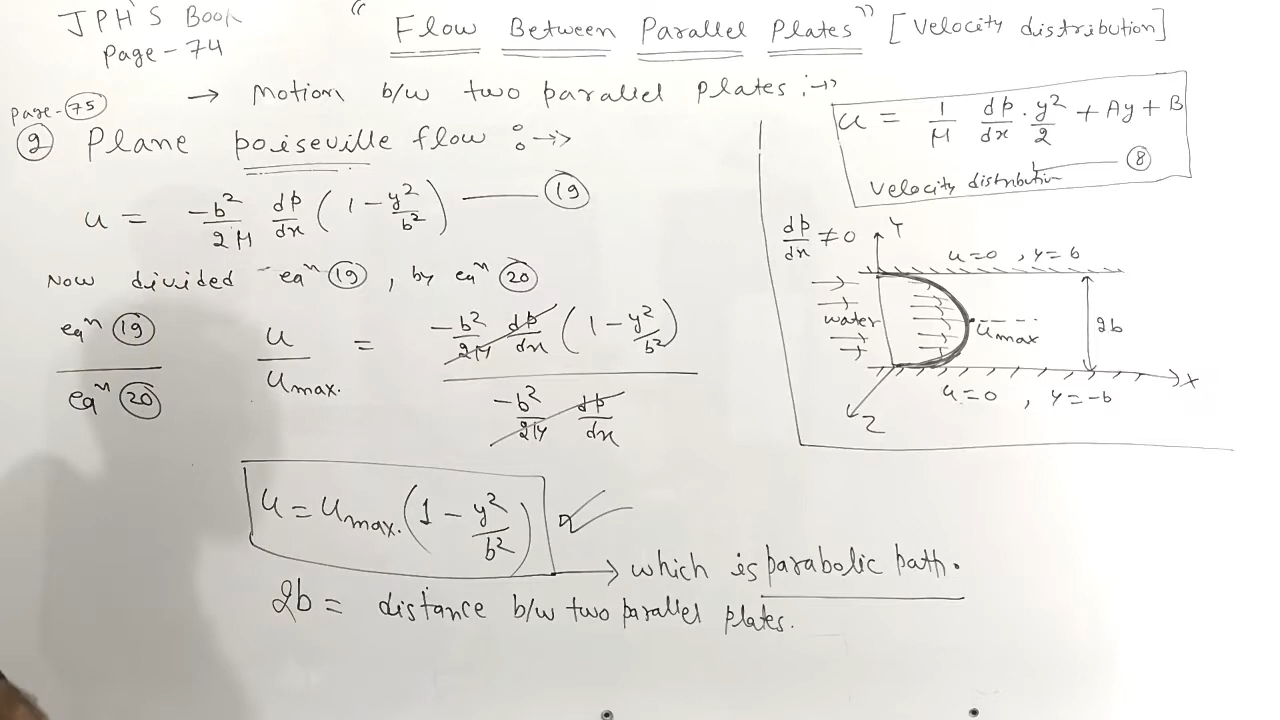 JPH'S Book
Page - 74
"Flow Between Parallel Plates" [Velocity distribution]
→ Motion b/w two parallel plates :→
Page-75
② Plane poiseville flow :→
u = -b²/2μ dp/dx (1 - y²/b²) —— ⑲
Now divided eqⁿ ⑲, by eqⁿ ⑳
eqⁿ ⑲ / eqⁿ ⑳   u / umax. = -b²/2μ dp/dx (1 - y²/b²) / -b²/2μ dp/dx
u = umax. (1 - y²/b²)
→ which is parabolic path.
2b = distance b/w two parallel plates.
u = 1/μ dp/dx · y²/2 + Ay + B
—— ⑧
Velocity distribution
dp/dx ≠ 0
Y
u=0 , y=b
water
umax
2b
X
u=0 , y=-b
Z